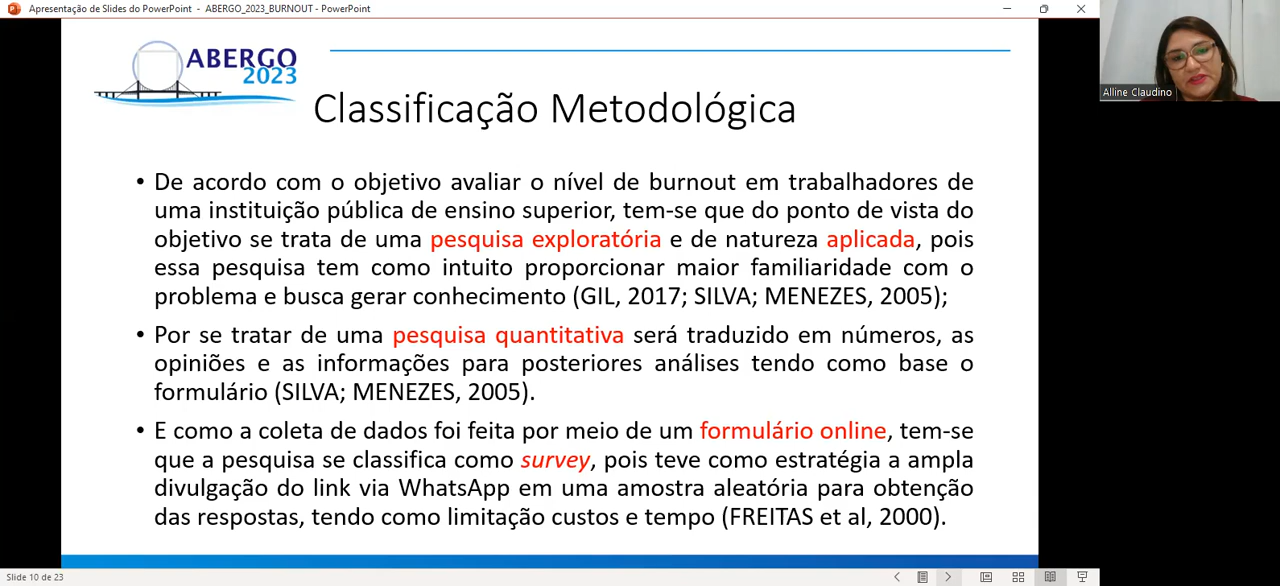 Apresentação de Slides do PowerPoint - ABERGO_2023_BURNOUT - PowerPoint
ABERGO
2023
Classificação Metodológica
• De acordo com o objetivo avaliar o nível de burnout em trabalhadores de
uma instituição pública de ensino superior, tem-se que do ponto de vista do
objetivo se trata de uma pesquisa exploratória e de natureza aplicada, pois
essa pesquisa tem como intuito proporcionar maior familiaridade com o
problema e busca gerar conhecimento (GIL, 2017; SILVA; MENEZES, 2005);
• Por se tratar de uma pesquisa quantitativa será traduzido em números, as
opiniões e as informações para posteriores análises tendo como base o
formulário (SILVA; MENEZES, 2005).
• E como a coleta de dados foi feita por meio de um formulário online, tem-se
que a pesquisa se classifica como survey, pois teve como estratégia a ampla
divulgação do link via WhatsApp em uma amostra aleatória para obtenção
das respostas, tendo como limitação custos e tempo (FREITAS et al, 2000).
Alline Claudino
Slide 10 de 23